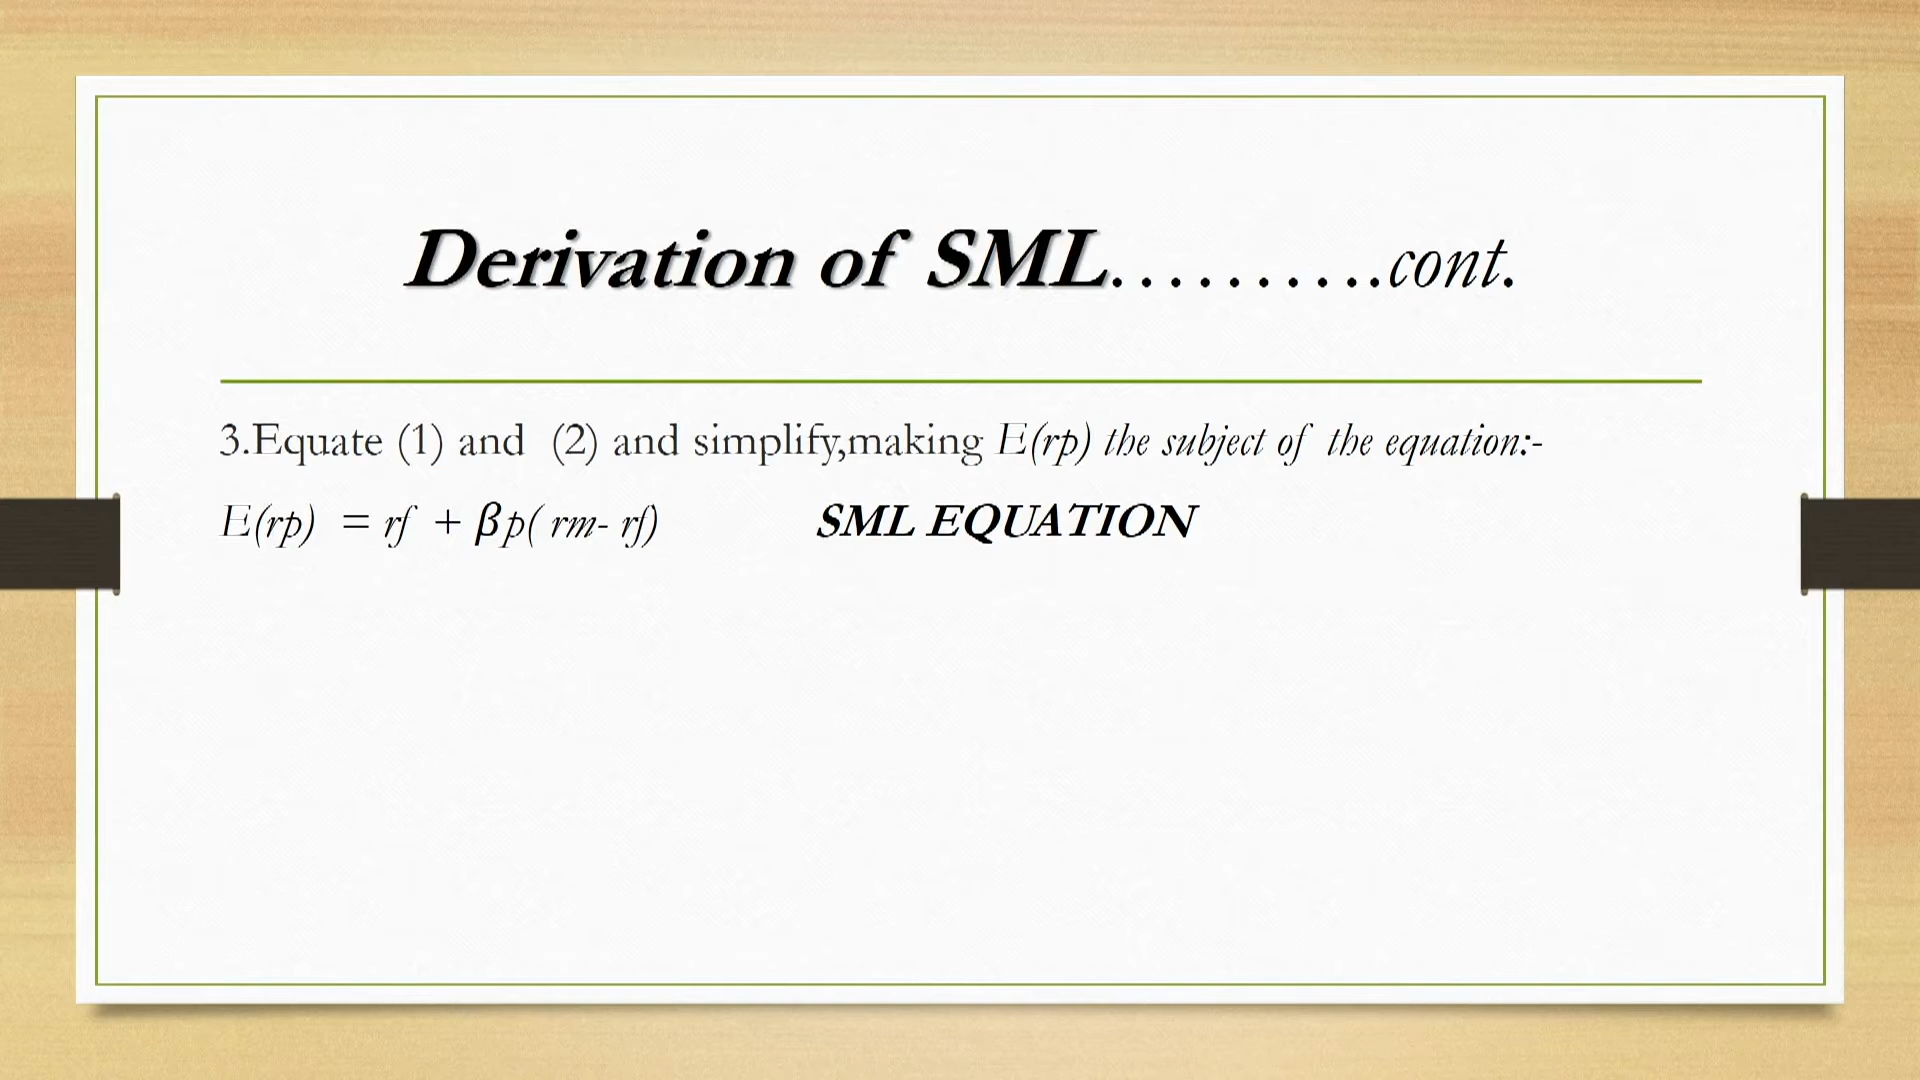 Derivation of SML……….cont.
3.Equate (1) and (2) and simplify,making E(rp) the subject of the equation:-
E(rp) = rf + βp( rm- rf) SML EQUATION